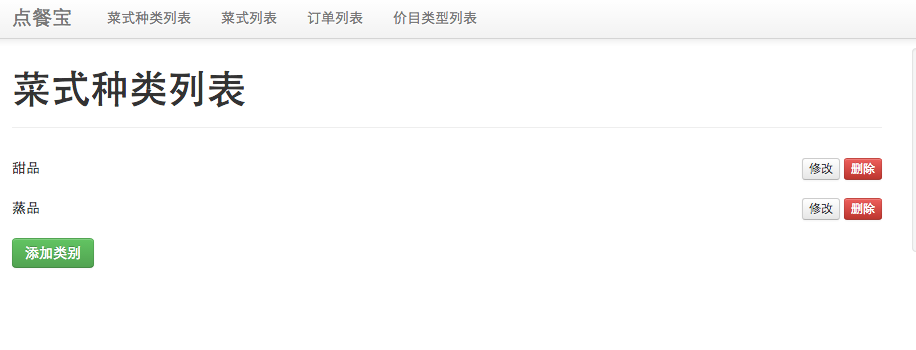 点餐宝 菜式种类列表 菜式列表 订单列表 价目类型列表
菜式种类列表
甜品 修改 删除
蒸品 修改 删除
添加类别